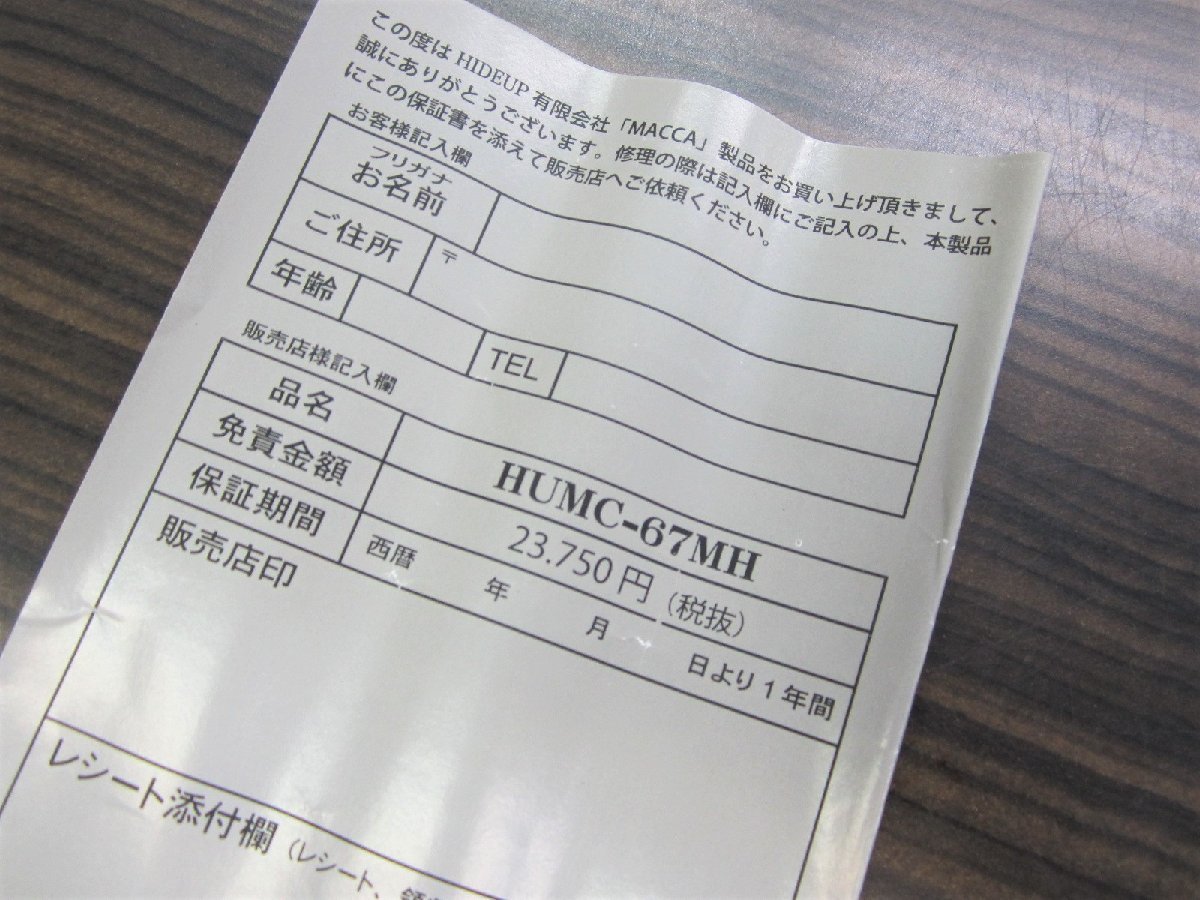 この度は HIDEUP 有限会社「MACCA」製品をお買い上げ頂きまして、
誠にありがとうございます。修理の際は記入欄にご記入の上、本製品
にこの保証書を添えて販売店へご依頼ください。
お客様記入欄
フリガナ
お名前
ご住所 〒
年齢 TEL
販売店様記入欄
品名 HUMC-67MH
免責金額 23.750 円（税抜）
保証期間 西暦 年 月 日より 1 年間
販売店印
レシート添付欄（レシート、